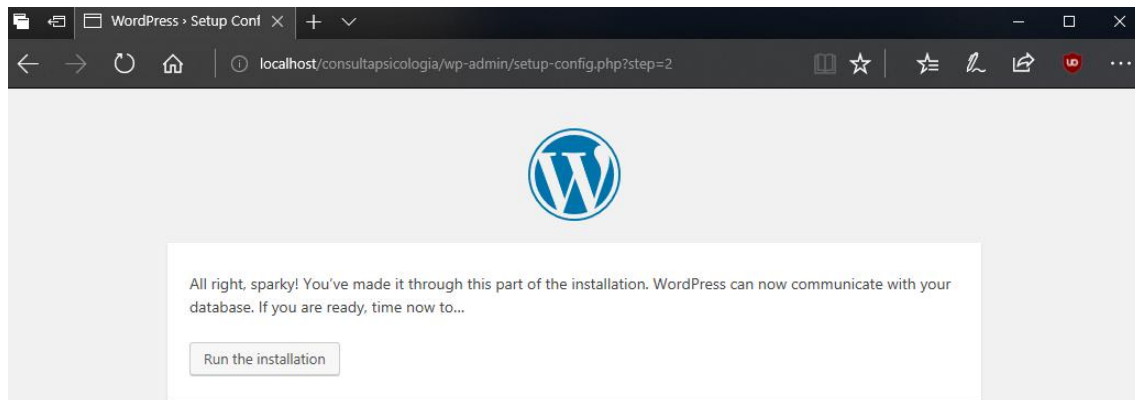 WordPress › Setup Conf
localhost/consultapsicologia/wp-admin/setup-config.php?step=2
All right, sparky! You've made it through this part of the installation. WordPress can now communicate with your
database. If you are ready, time now to...
Run the installation